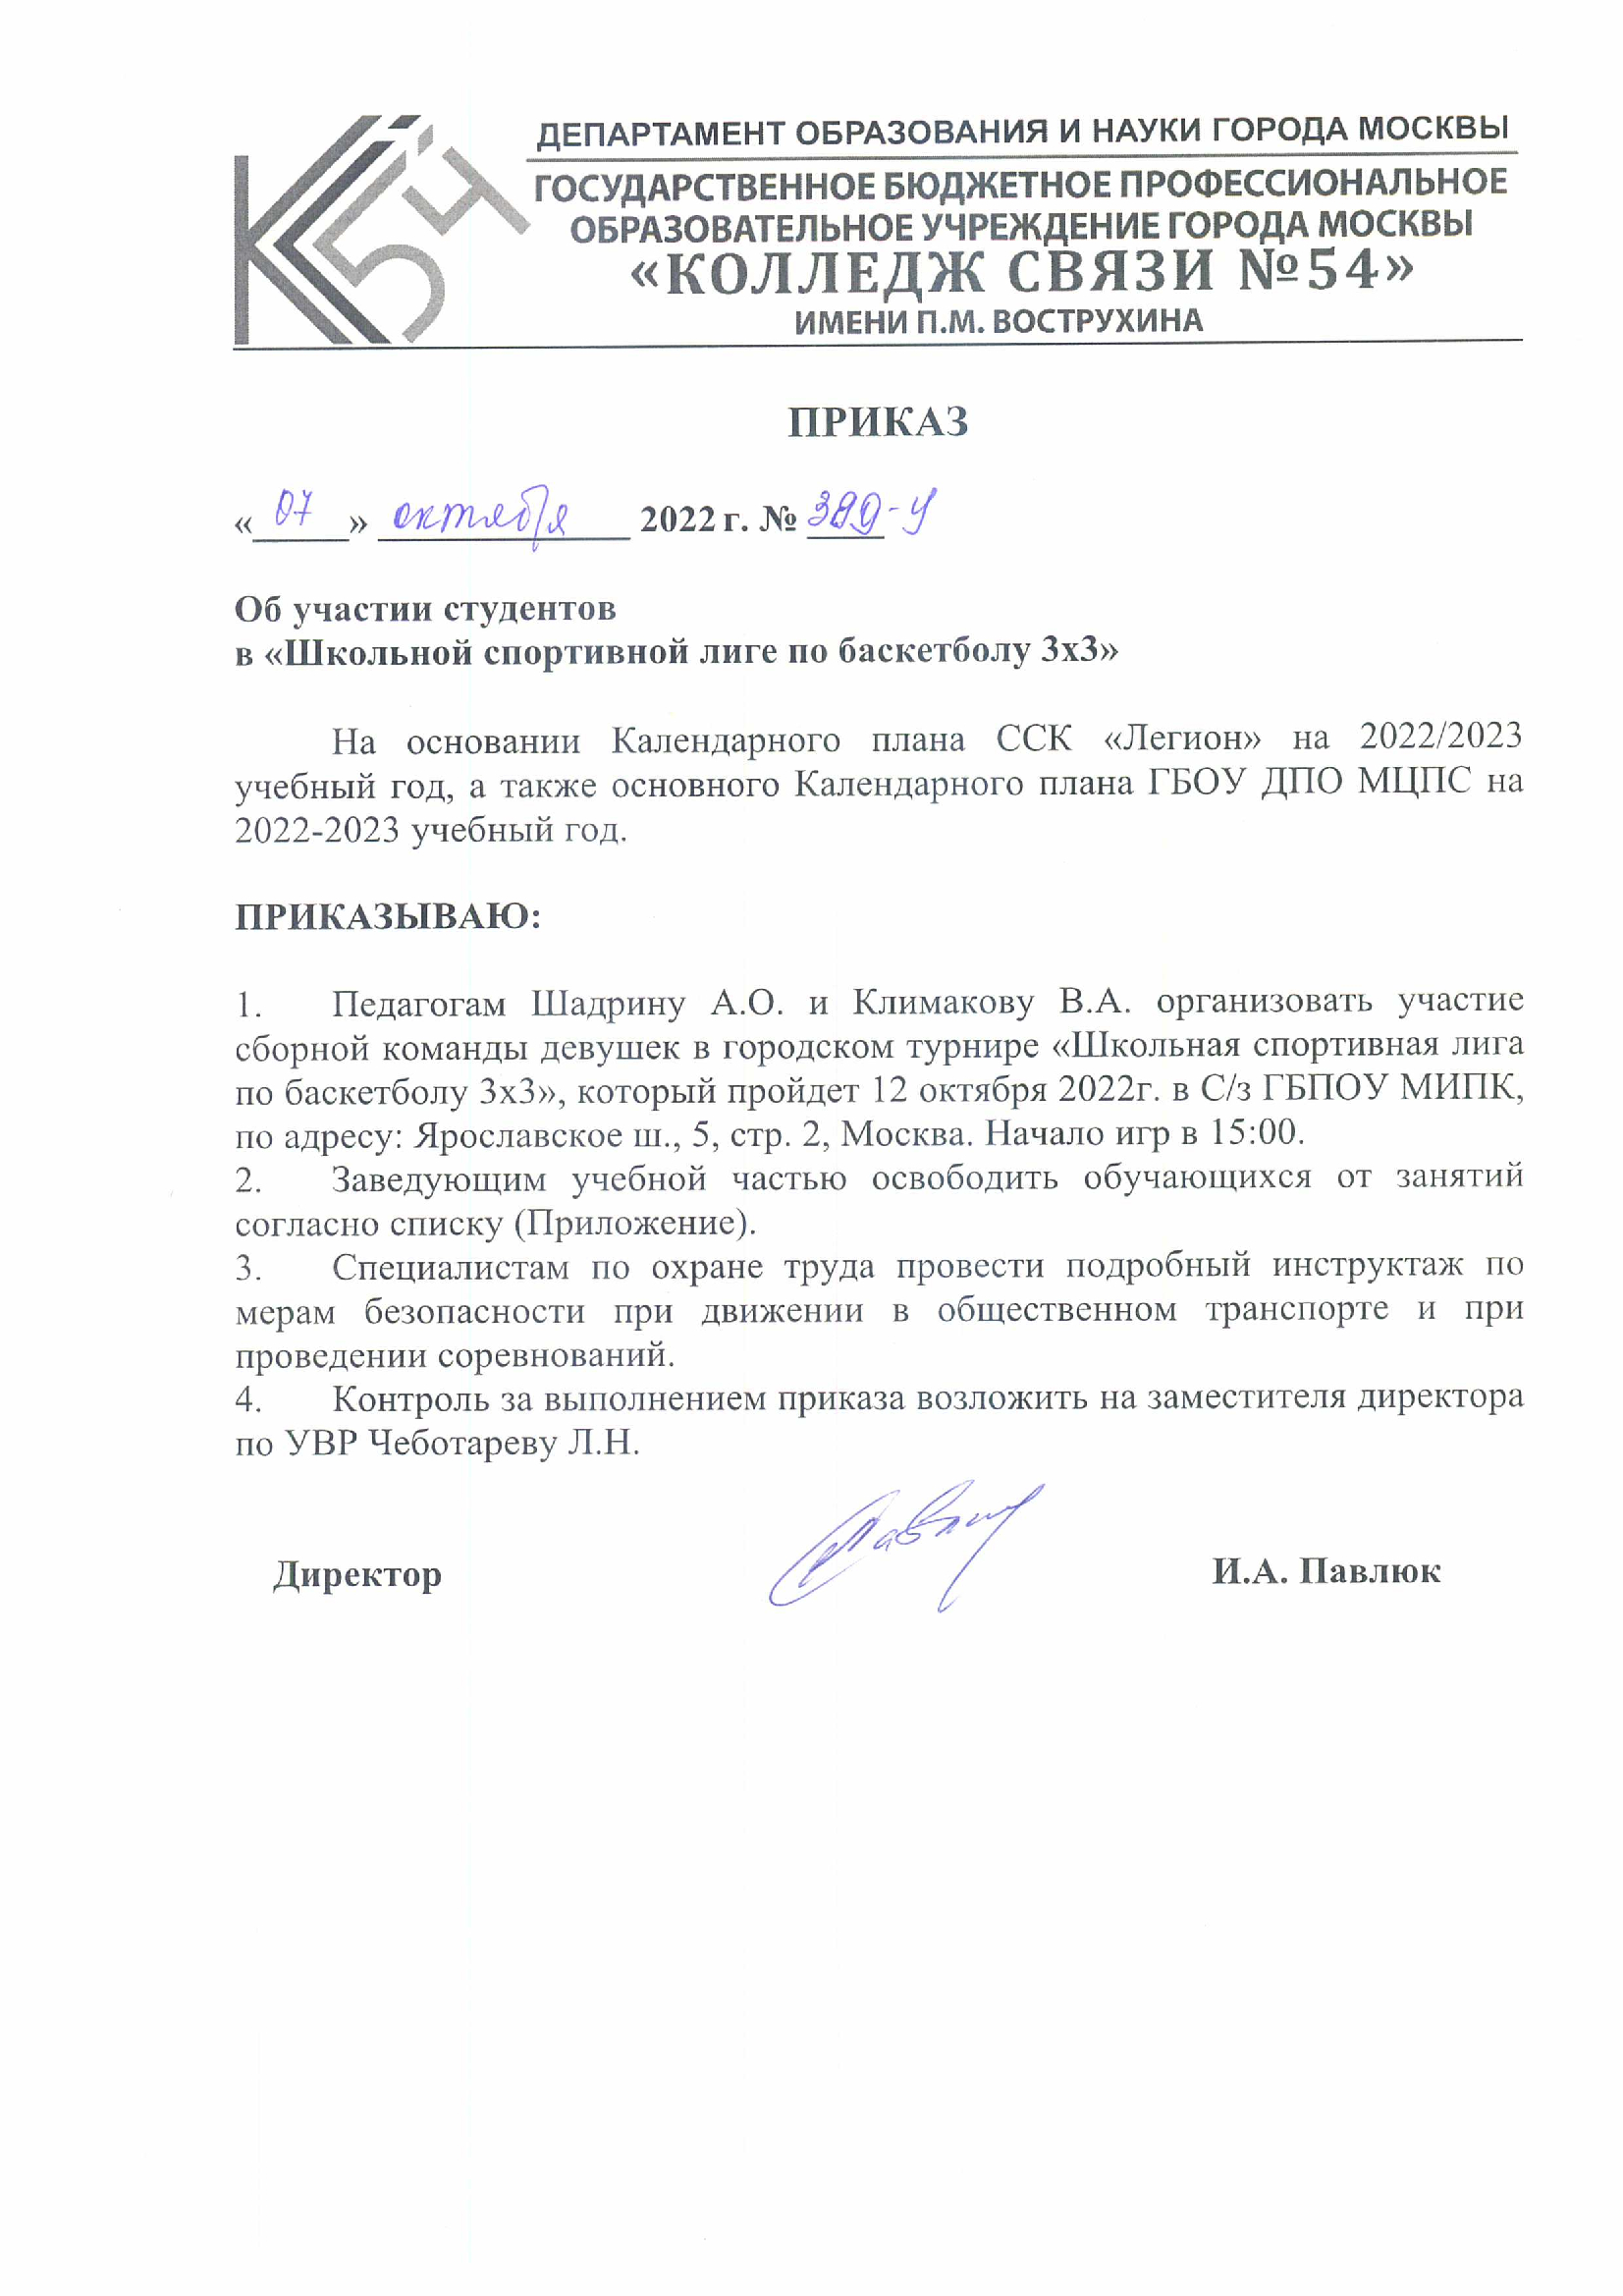 К54
ДЕПАРТАМЕНТ ОБРАЗОВАНИЯ И НАУКИ ГОРОДА МОСКВЫ
ГОСУДАРСТВЕННОЕ БЮДЖЕТНОЕ ПРОФЕССИОНАЛЬНОЕ
ОБРАЗОВАТЕЛЬНОЕ УЧРЕЖДЕНИЕ ГОРОДА МОСКВЫ
«КОЛЛЕДЖ СВЯЗИ №54»
ИМЕНИ П.М. ВОСТРУХИНА
ПРИКАЗ
«07» октября 2022 г. №
Об участии студентов
в «Школьной спортивной лиге по баскетболу 3х3»
На основании Календарного плана ССК «Легион» на 2022/2023
учебный год, а также основного Календарного плана ГБОУ ДПО МЦПС на
2022-2023 учебный год.
ПРИКАЗЫВАЮ:
1. Педагогам Шадрину А.О. и Климакову В.А. организовать участие
сборной команды девушек в городском турнире «Школьная спортивная лига
по баскетболу 3х3», который пройдет 12 октября 2022г. в С/з ГБПОУ МИПК,
по адресу: Ярославское ш., 5, стр. 2, Москва. Начало игр в 15:00.
2. Заведующим учебной частью освободить обучающихся от занятий
согласно списку (Приложение).
3. Специалистам по охране труда провести подробный инструктаж по
мерам безопасности при движении в общественном транспорте и при
проведении соревнований.
4. Контроль за выполнением приказа возложить на заместителя директора
по УВР Чеботареву Л.Н.
Директор И.А. Павлюк